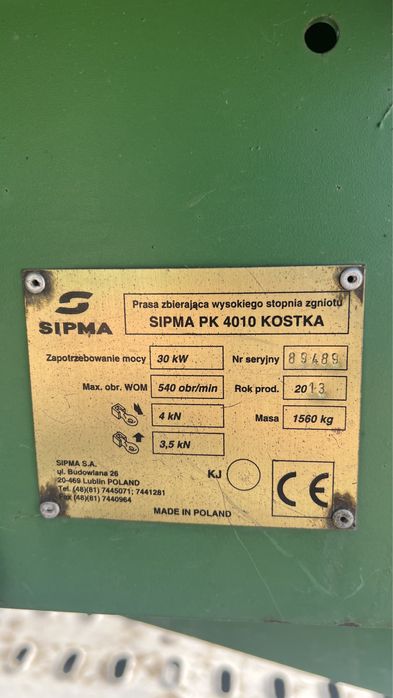 SIPMA
Prasa zbierająca wysokiego stopnia zgniotu
SIPMA PK 4010 KOSTKA
Zapotrzebowanie mocy 30 kW Nr seryjny 89489
Max. obr. WOM 540 obr/min Rok prod. 2013
4 kN Masa 1560 kg
3,5 kN
SIPMA S.A.
ul. Budowlana 26
20-469 Lublin POLAND
Tel. (48)(81) 7445071; 7441281
Fax (48)(81) 7440964
KJ
CE
MADE IN POLAND